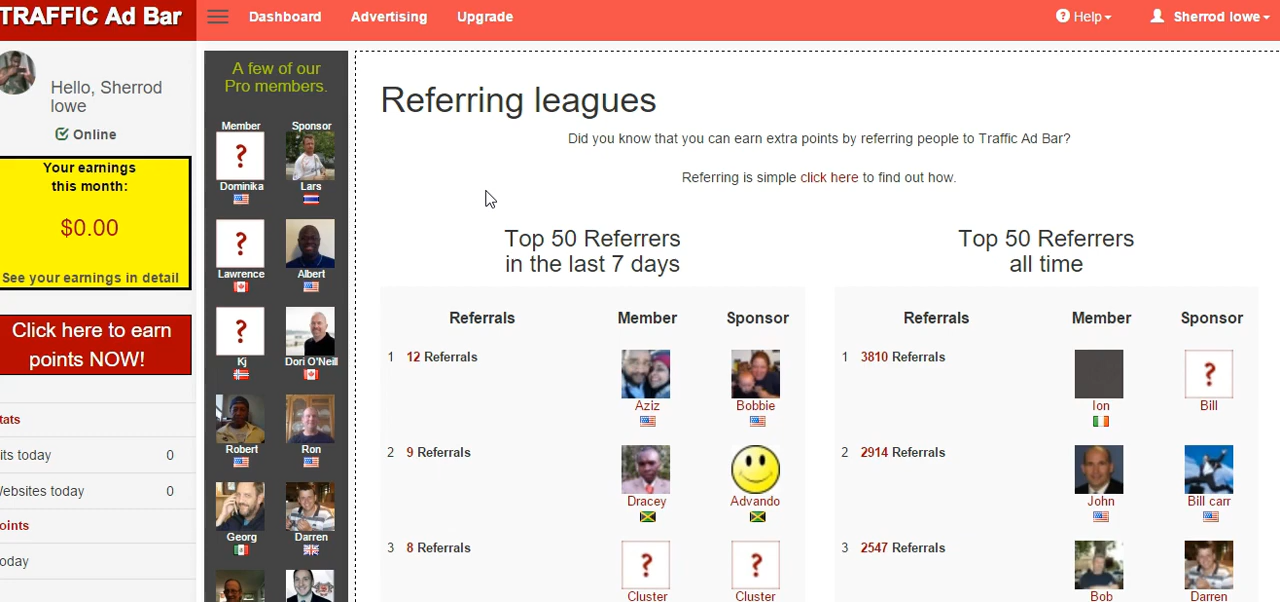 TRAFFIC Ad Bar
Dashboard Advertising Upgrade
Help
Sherrod lowe
Hello, Sherrod
lowe
Online
Your earnings
this month:
$0.00
See your earnings in detail
Click here to earn
points NOW!
tats
its today 0
Websites today 0
oints
oday
A few of our
Pro members.
Member Sponsor
? 
Dominika Lars
?
Lawrence Albert
?
Kj Dori O'Neill
Robert Ron
Georg Darren
Referring leagues
Did you know that you can earn extra points by referring people to Traffic Ad Bar?
Referring is simple click here to find out how.
Top 50 Referrers
in the last 7 days
Referrals Member Sponsor
1 12 Referrals
Aziz Bobbie
2 9 Referrals
Dracey Advando
3 8 Referrals
? ?
Cluster Cluster
Top 50 Referrers
all time
Referrals Member Sponsor
1 3810 Referrals
?
Ion Bill
2 2914 Referrals
John Bill carr
3 2547 Referrals
Bob Darren